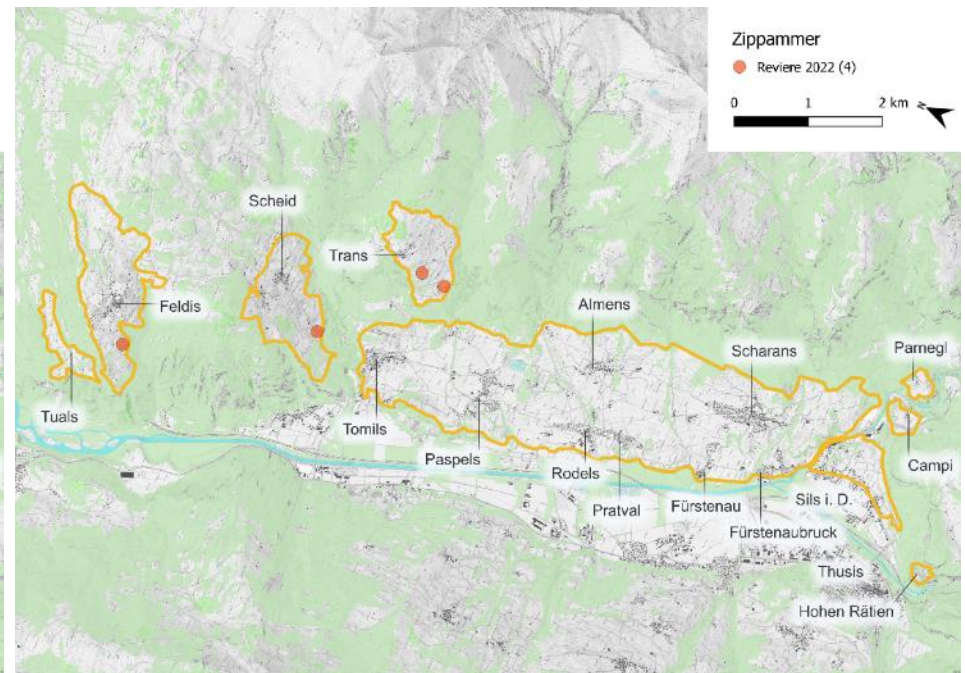 Zippammer
Reviere 2022 (4)
0 1 2 km N
Scheid
Trans
Feldis
Almens
Scharans
Parnegl
Tuals
Tomils
Paspels
Rodels
Pratval
Fürstenau
Fürstenaubruck
Sils i. D.
Campi
Thusis
Hohen Rätien